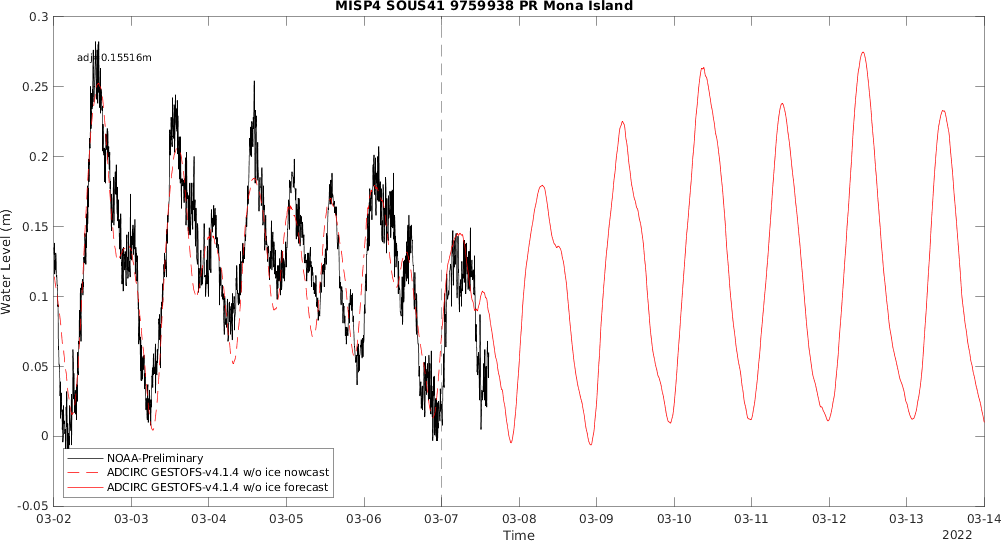 MISP4 SOUS41 9759938 PR Mona Island
0.3
adj=0.15516m
0.25
0.2
0.15
0.1
0.05
0
-0.05
Water Level (m)
NOAA-Preliminary
ADCIRC GESTOFS-v4.1.4 w/o ice nowcast
ADCIRC GESTOFS-v4.1.4 w/o ice forecast
03-02 03-03 03-04 03-05 03-06 03-07 03-08 03-09 03-10 03-11 03-12 03-13 03-14
Time
2022